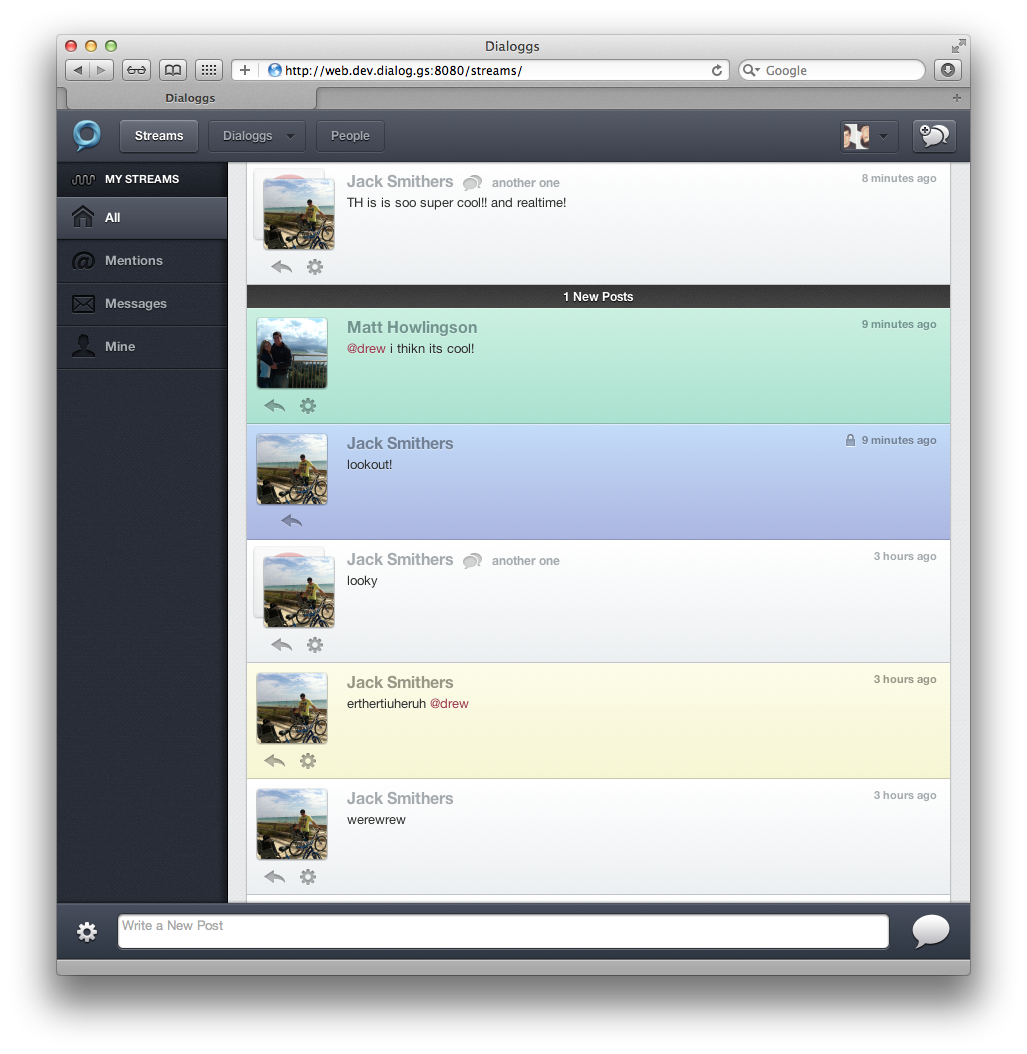 Dialoggs
http://web.dev.dialog.gs:8080/streams/
Google
Dialoggs
Streams
Dialoggs
People
MY STREAMS
All
Mentions
Messages
Mine
Jack Smithers another one 8 minutes ago
TH is is soo super cool!! and realtime!
1 New Posts
Matt Howlingson 9 minutes ago
@drew i thikn its cool!
Jack Smithers 9 minutes ago
lookout!
Jack Smithers another one 3 hours ago
looky
Jack Smithers 3 hours ago
erthertiuheruh @drew
Jack Smithers 3 hours ago
werewrew
Write a New Post